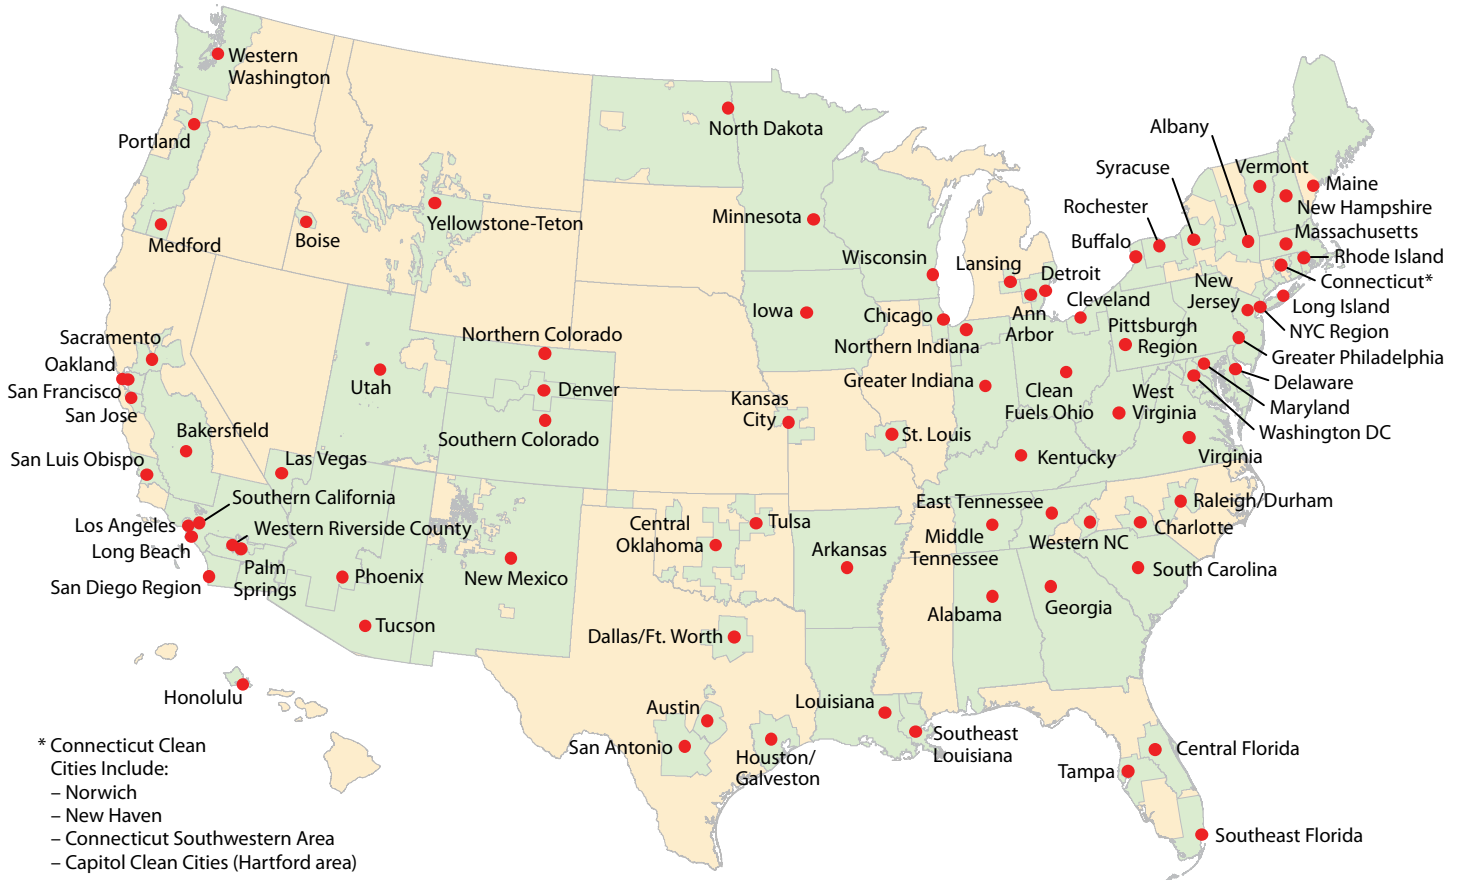 Western
Washington
Portland
Medford
Boise
Yellowstone-Teton
North Dakota
Minnesota
Wisconsin
Iowa
Chicago
Northern Indiana
Greater Indiana
Lansing
Ann
Arbor
Detroit
Cleveland
Clean
Fuels Ohio
Pittsburgh
Region
West
Virginia
Virginia
Kentucky
Buffalo
Rochester
Syracuse
Albany
Vermont
Maine
New Hampshire
Massachusetts
Rhode Island
Connecticut*
Long Island
NYC Region
New
Jersey
Greater Philadelphia
Delaware
Maryland
Washington DC
Sacramento
Oakland
San Francisco
San Jose
Bakersfield
San Luis Obispo
Las Vegas
Southern California
Los Angeles
Western Riverside County
Long Beach
Palm
Springs
San Diego Region
Utah
Northern Colorado
Denver
Southern Colorado
Phoenix
Tucson
New Mexico
Kansas
City
St. Louis
Central
Oklahoma
Tulsa
Arkansas
East Tennessee
Middle
Tennessee
Western NC
Raleigh/Durham
Charlotte
South Carolina
Georgia
Alabama
Dallas/Ft. Worth
Austin
San Antonio
Houston/
Galveston
Louisiana
Southeast
Louisiana
Central Florida
Tampa
Southeast Florida
Honolulu
* Connecticut Clean
Cities Include:
– Norwich
– New Haven
– Connecticut Southwestern Area
– Capitol Clean Cities (Hartford area)